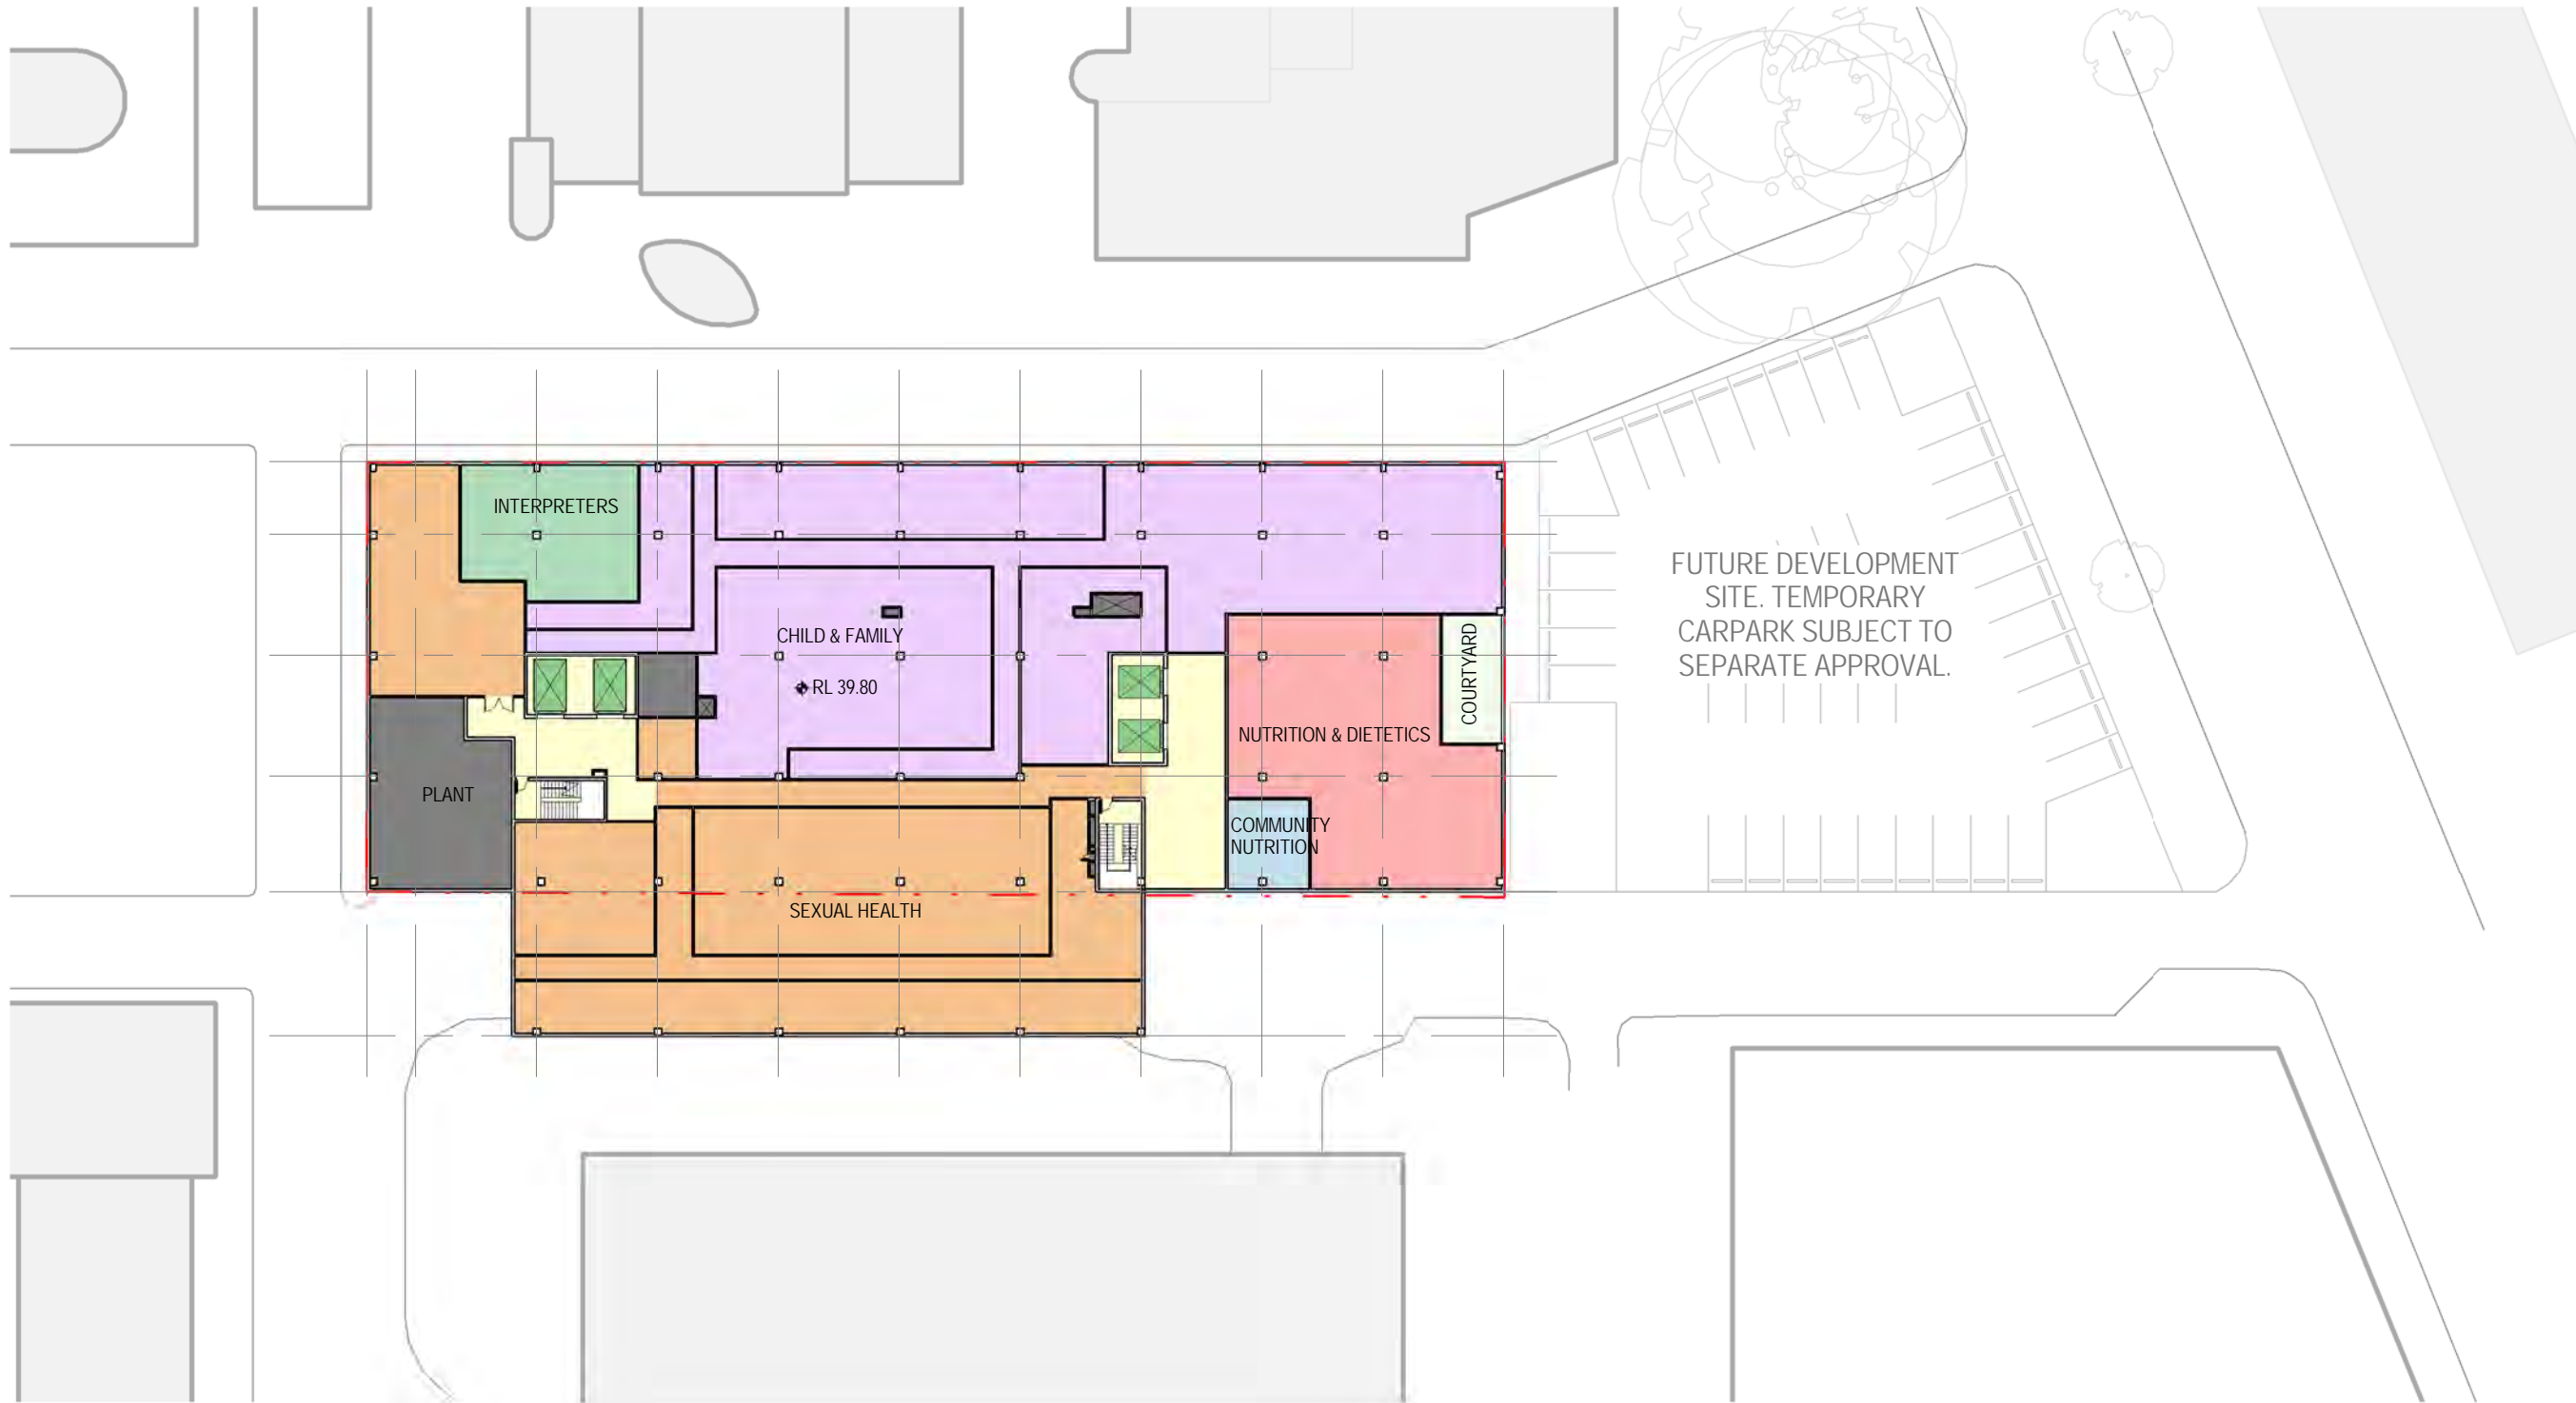 INTERPRETERS
FUTURE DEVELOPMENT
SITE. TEMPORARY
CARPARK SUBJECT TO
SEPARATE APPROVAL.
CHILD & FAMILY
COURTYARD
RL 39.80
NUTRITION & DIETETICS
PLANT
COMMUNITY
NUTRITION
SEXUAL HEALTH